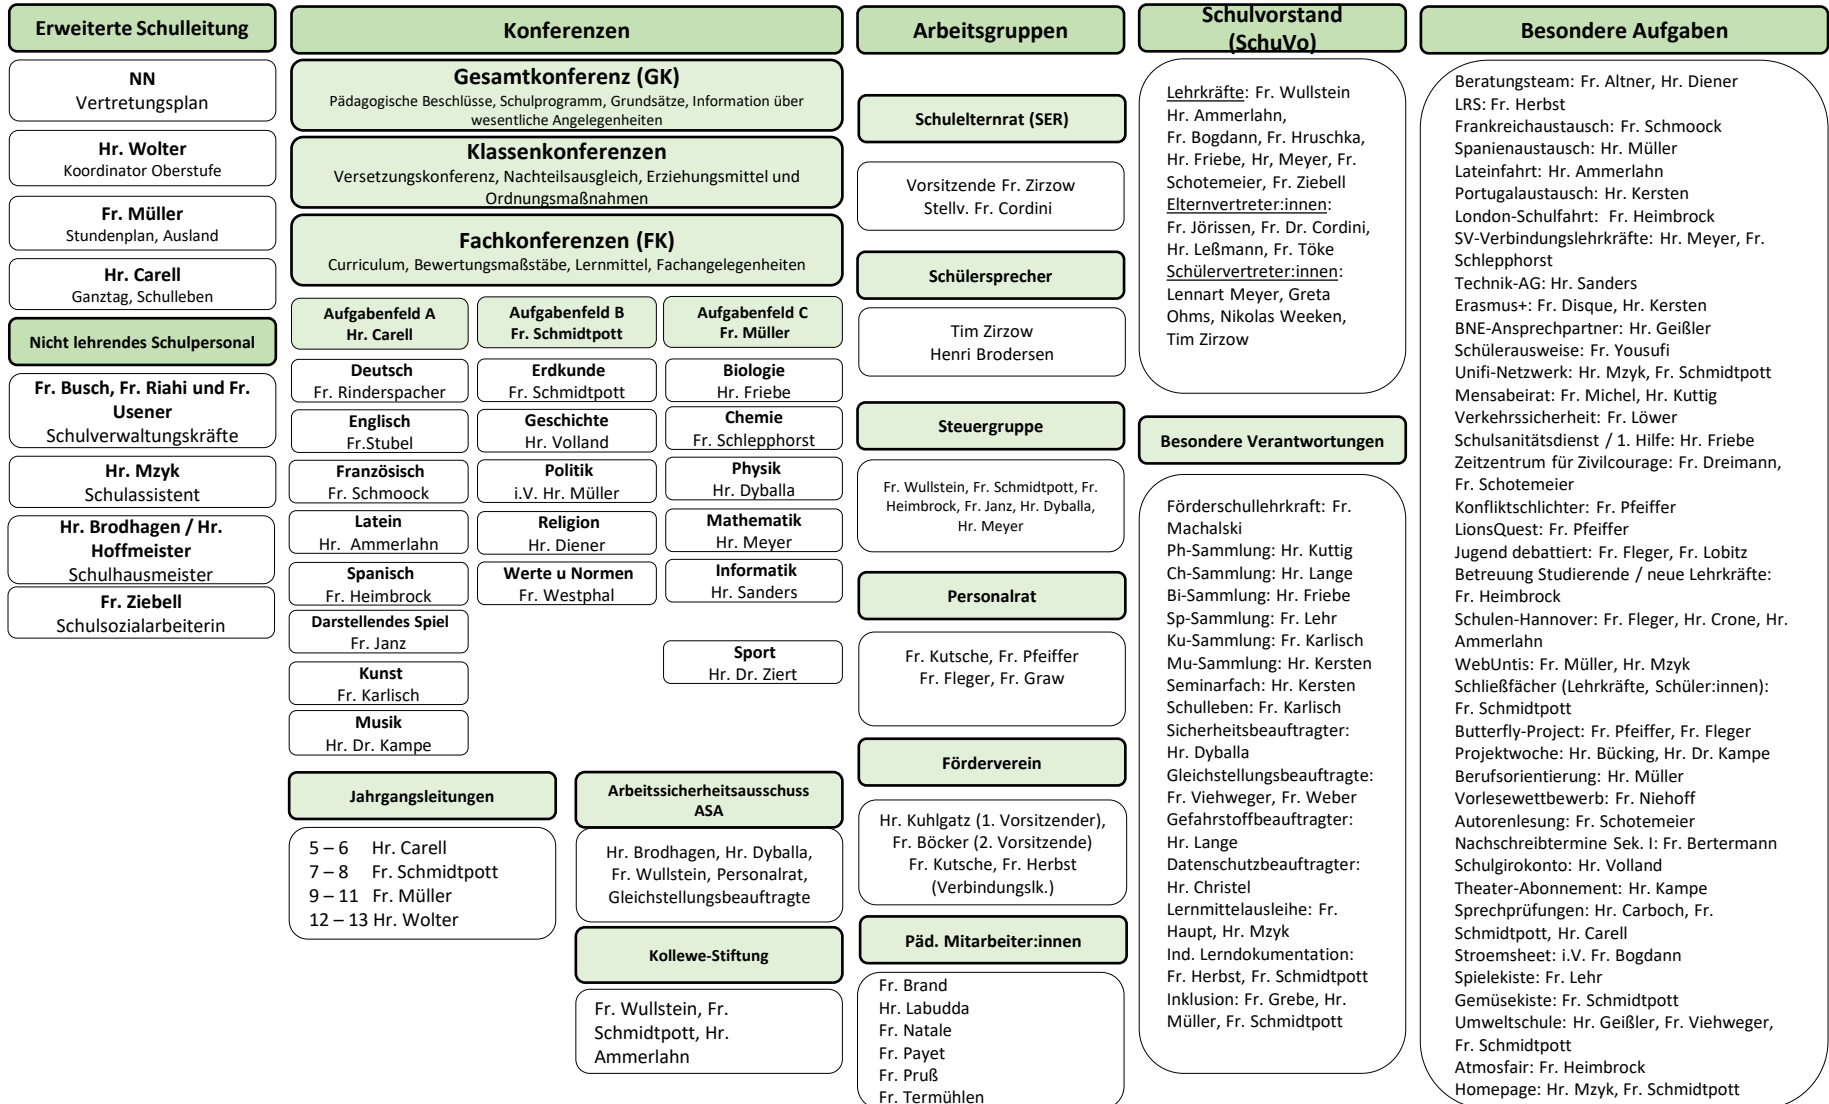 Erweiterte Schulleitung
NN
Vertretungsplan
Hr. Wolter
Koordinator Oberstufe
Fr. Müller
Stundenplan, Ausland
Hr. Carell
Ganztag, Schulleben
Nicht lehrendes Schulpersonal
Fr. Busch, Fr. Riahi und Fr.
Usener
Schulverwaltungskräfte
Hr. Mzyk
Schulassistent
Hr. Brodhagen / Hr.
Hoffmeister
Schulhausmeister
Fr. Ziebell
Schulsozialarbeiterin
Konferenzen
Gesamtkonferenz (GK)
Pädagogische Beschlüsse, Schulprogramm, Grundsätze, Information über
wesentliche Angelegenheiten
Klassenkonferenzen
Versetzungskonferenz, Nachteilsausgleich, Erziehungsmittel und
Ordnungsmaßnahmen
Fachkonferenzen (FK)
Curriculum, Bewertungsmaßstäbe, Lernmittel, Fachangelegenheiten
Aufgabenfeld A
Hr. Carell
Deutsch
Fr. Rinderspacher
Englisch
Fr.Stubel
Französisch
Fr. Schmoock
Latein
Hr.  Ammerlahn
Spanisch
Fr. Heimbrock
Darstellendes Spiel
Fr. Janz
Kunst
Fr. Karlisch
Musik
Hr. Dr. Kampe
Aufgabenfeld B
Fr. Schmidtpott
Erdkunde
Fr. Schmidtpott
Geschichte
Hr. Volland
Politik
i.V. Hr. Müller
Religion
Hr. Diener
Werte u Normen
Fr. Westphal
Aufgabenfeld C
Fr. Müller
Biologie
Hr. Friebe
Chemie
Fr. Schlepphorst
Physik
Hr. Dyballa
Mathematik
Hr. Meyer
Informatik
Hr. Sanders
Sport
Hr. Dr. Ziert
Jahrgangsleitungen
5 – 6 Hr. Carell
7 – 8 Fr. Schmidtpott
9 – 11 Fr. Müller
12 – 13 Hr. Wolter
Arbeitssicherheitsausschuss
ASA
Hr. Brodhagen, Hr. Dyballa,
Fr. Wullstein, Personalrat,
Gleichstellungsbeauftragte
Kollewe-Stiftung
Fr. Wullstein, Fr.
Schmidtpott, Hr.
Ammerlahn
Arbeitsgruppen
Schulelternrat (SER)
Vorsitzende Fr. Zirzow
Stellv. Fr. Cordini
Schülersprecher
Tim Zirzow
Henri Brodersen
Steuergruppe
Fr. Wullstein, Fr. Schmidtpott, Fr.
Heimbrock, Fr. Janz, Hr. Dyballa,
Hr. Meyer
Personalrat
Fr. Kutsche, Fr. Pfeiffer
Fr. Fleger, Fr. Graw
Förderverein
Hr. Kuhlgatz (1. Vorsitzender),
Fr. Böcker (2. Vorsitzende)
Fr. Kutsche, Fr. Herbst
(Verbindungslk.)
Päd. Mitarbeiter:innen
Fr. Brand
Hr. Labudda
Fr. Natale
Fr. Payet
Fr. Pruß
Fr. Termühlen
Schulvorstand
(SchuVo)
Lehrkräfte: Fr. Wullstein
Hr. Ammerlahn,
Fr. Bogdann, Fr. Hruschka,
Hr. Friebe, Hr, Meyer, Fr.
Schotemeier, Fr. Ziebell
Elternvertreter:innen:
Fr. Jörissen, Fr. Dr. Cordini,
Hr. Leßmann, Fr. Töke
Schülervertreter:innen:
Lennart Meyer, Greta
Ohms, Nikolas Weeken,
Tim Zirzow
Besondere Verantwortungen
Förderschullehrkraft: Fr.
Machalski
Ph-Sammlung: Hr. Kuttig
Ch-Sammlung: Hr. Lange
Bi-Sammlung: Hr. Friebe
Sp-Sammlung: Fr. Lehr
Ku-Sammlung: Fr. Karlisch
Mu-Sammlung: Hr. Kersten
Seminarfach: Hr. Kersten
Schulleben: Fr. Karlisch
Sicherheitsbeauftragter:
Hr. Dyballa
Gleichstellungsbeauftragte:
Fr. Viehweger, Fr. Weber
Gefahrstoffbeauftragter:
Hr. Lange
Datenschutzbeauftragter:
Hr. Christel
Lernmittelausleihe: Fr.
Haupt, Hr. Mzyk
Ind. Lerndokumentation:
Fr. Herbst, Fr. Schmidtpott
Inklusion: Fr. Grebe, Hr.
Müller, Fr. Schmidtpott
Besondere Aufgaben
Beratungsteam: Fr. Altner, Hr. Diener
LRS: Fr. Herbst
Frankreichaustausch: Fr. Schmoock
Spanienaustausch: Hr. Müller
Lateinfahrt: Hr. Ammerlahn
Portugalaustausch: Hr. Kersten
London-Schulfahrt:  Fr. Heimbrock
SV-Verbindungslehrkräfte: Hr. Meyer, Fr.
Schlepphorst
Technik-AG: Hr. Sanders
Erasmus+: Fr. Disque, Hr. Kersten
BNE-Ansprechpartner: Hr. Geißler
Schülerausweise: Fr. Yousufi
Unifi-Netzwerk: Hr. Mzyk, Fr. Schmidtpott
Mensabeirat: Fr. Michel, Hr. Kuttig
Verkehrssicherheit: Fr. Löwer
Schulsanitätsdienst / 1. Hilfe: Hr. Friebe
Zeitzentrum für Zivilcourage: Fr. Dreimann,
Fr. Schotemeier
Konfliktschlichter: Fr. Pfeiffer
LionsQuest: Fr. Pfeiffer
Jugend debattiert: Fr. Fleger, Fr. Lobitz
Betreuung Studierende / neue Lehrkräfte:
Fr. Heimbrock
Schulen-Hannover: Fr. Fleger, Hr. Crone, Hr.
Ammerlahn
WebUntis: Fr. Müller, Hr. Mzyk
Schließfächer (Lehrkräfte, Schüler:innen):
Fr. Schmidtpott
Butterfly-Project: Fr. Pfeiffer, Fr. Fleger
Projektwoche: Hr. Bücking, Hr. Dr. Kampe
Berufsorientierung: Hr. Müller
Vorlesewettbewerb: Fr. Niehoff
Autorenlesung: Fr. Schotemeier
Nachschreibtermine Sek. I: Fr. Bertermann
Schulgirokonto: Hr. Volland
Theater-Abonnement: Hr. Kampe
Sprechprüfungen: Hr. Carboch, Fr.
Schmidtpott, Hr. Carell
Stroemsheet: i.V. Fr. Bogdann
Spielekiste: Fr. Lehr
Gemüsekiste: Fr. Schmidtpott
Umweltschule: Hr. Geißler, Fr. Viehweger,
Fr. Schmidtpott
Atmosfair: Fr. Heimbrock
Homepage: Hr. Mzyk, Fr. Schmidtpott